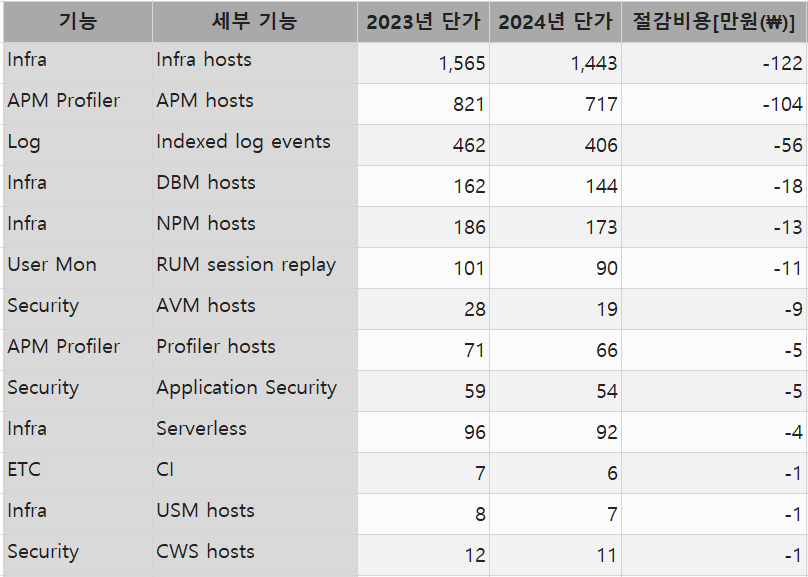 기능 세부 기능 2023년 단가 2024년 단가 절감비용[만원(₩)]
Infra Infra hosts 1,565 1,443 -122
APM Profiler APM hosts 821 717 -104
Log Indexed log events 462 406 -56
Infra DBM hosts 162 144 -18
Infra NPM hosts 186 173 -13
User Mon RUM session replay 101 90 -11
Security AVM hosts 28 19 -9
APM Profiler Profiler hosts 71 66 -5
Security Application Security 59 54 -5
Infra Serverless 96 92 -4
ETC CI 7 6 -1
Infra USM hosts 8 7 -1
Security CWS hosts 12 11 -1